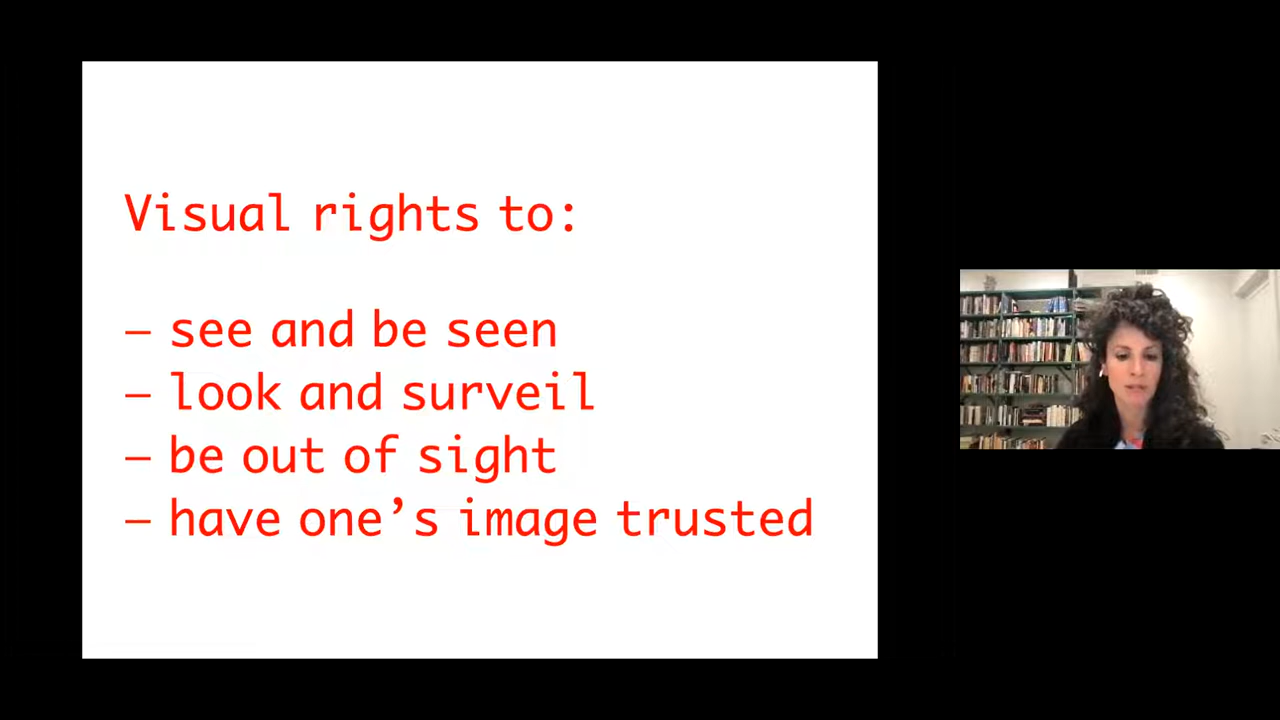 Visual rights to:
– see and be seen
– look and surveil
– be out of sight
– have one’s image trusted